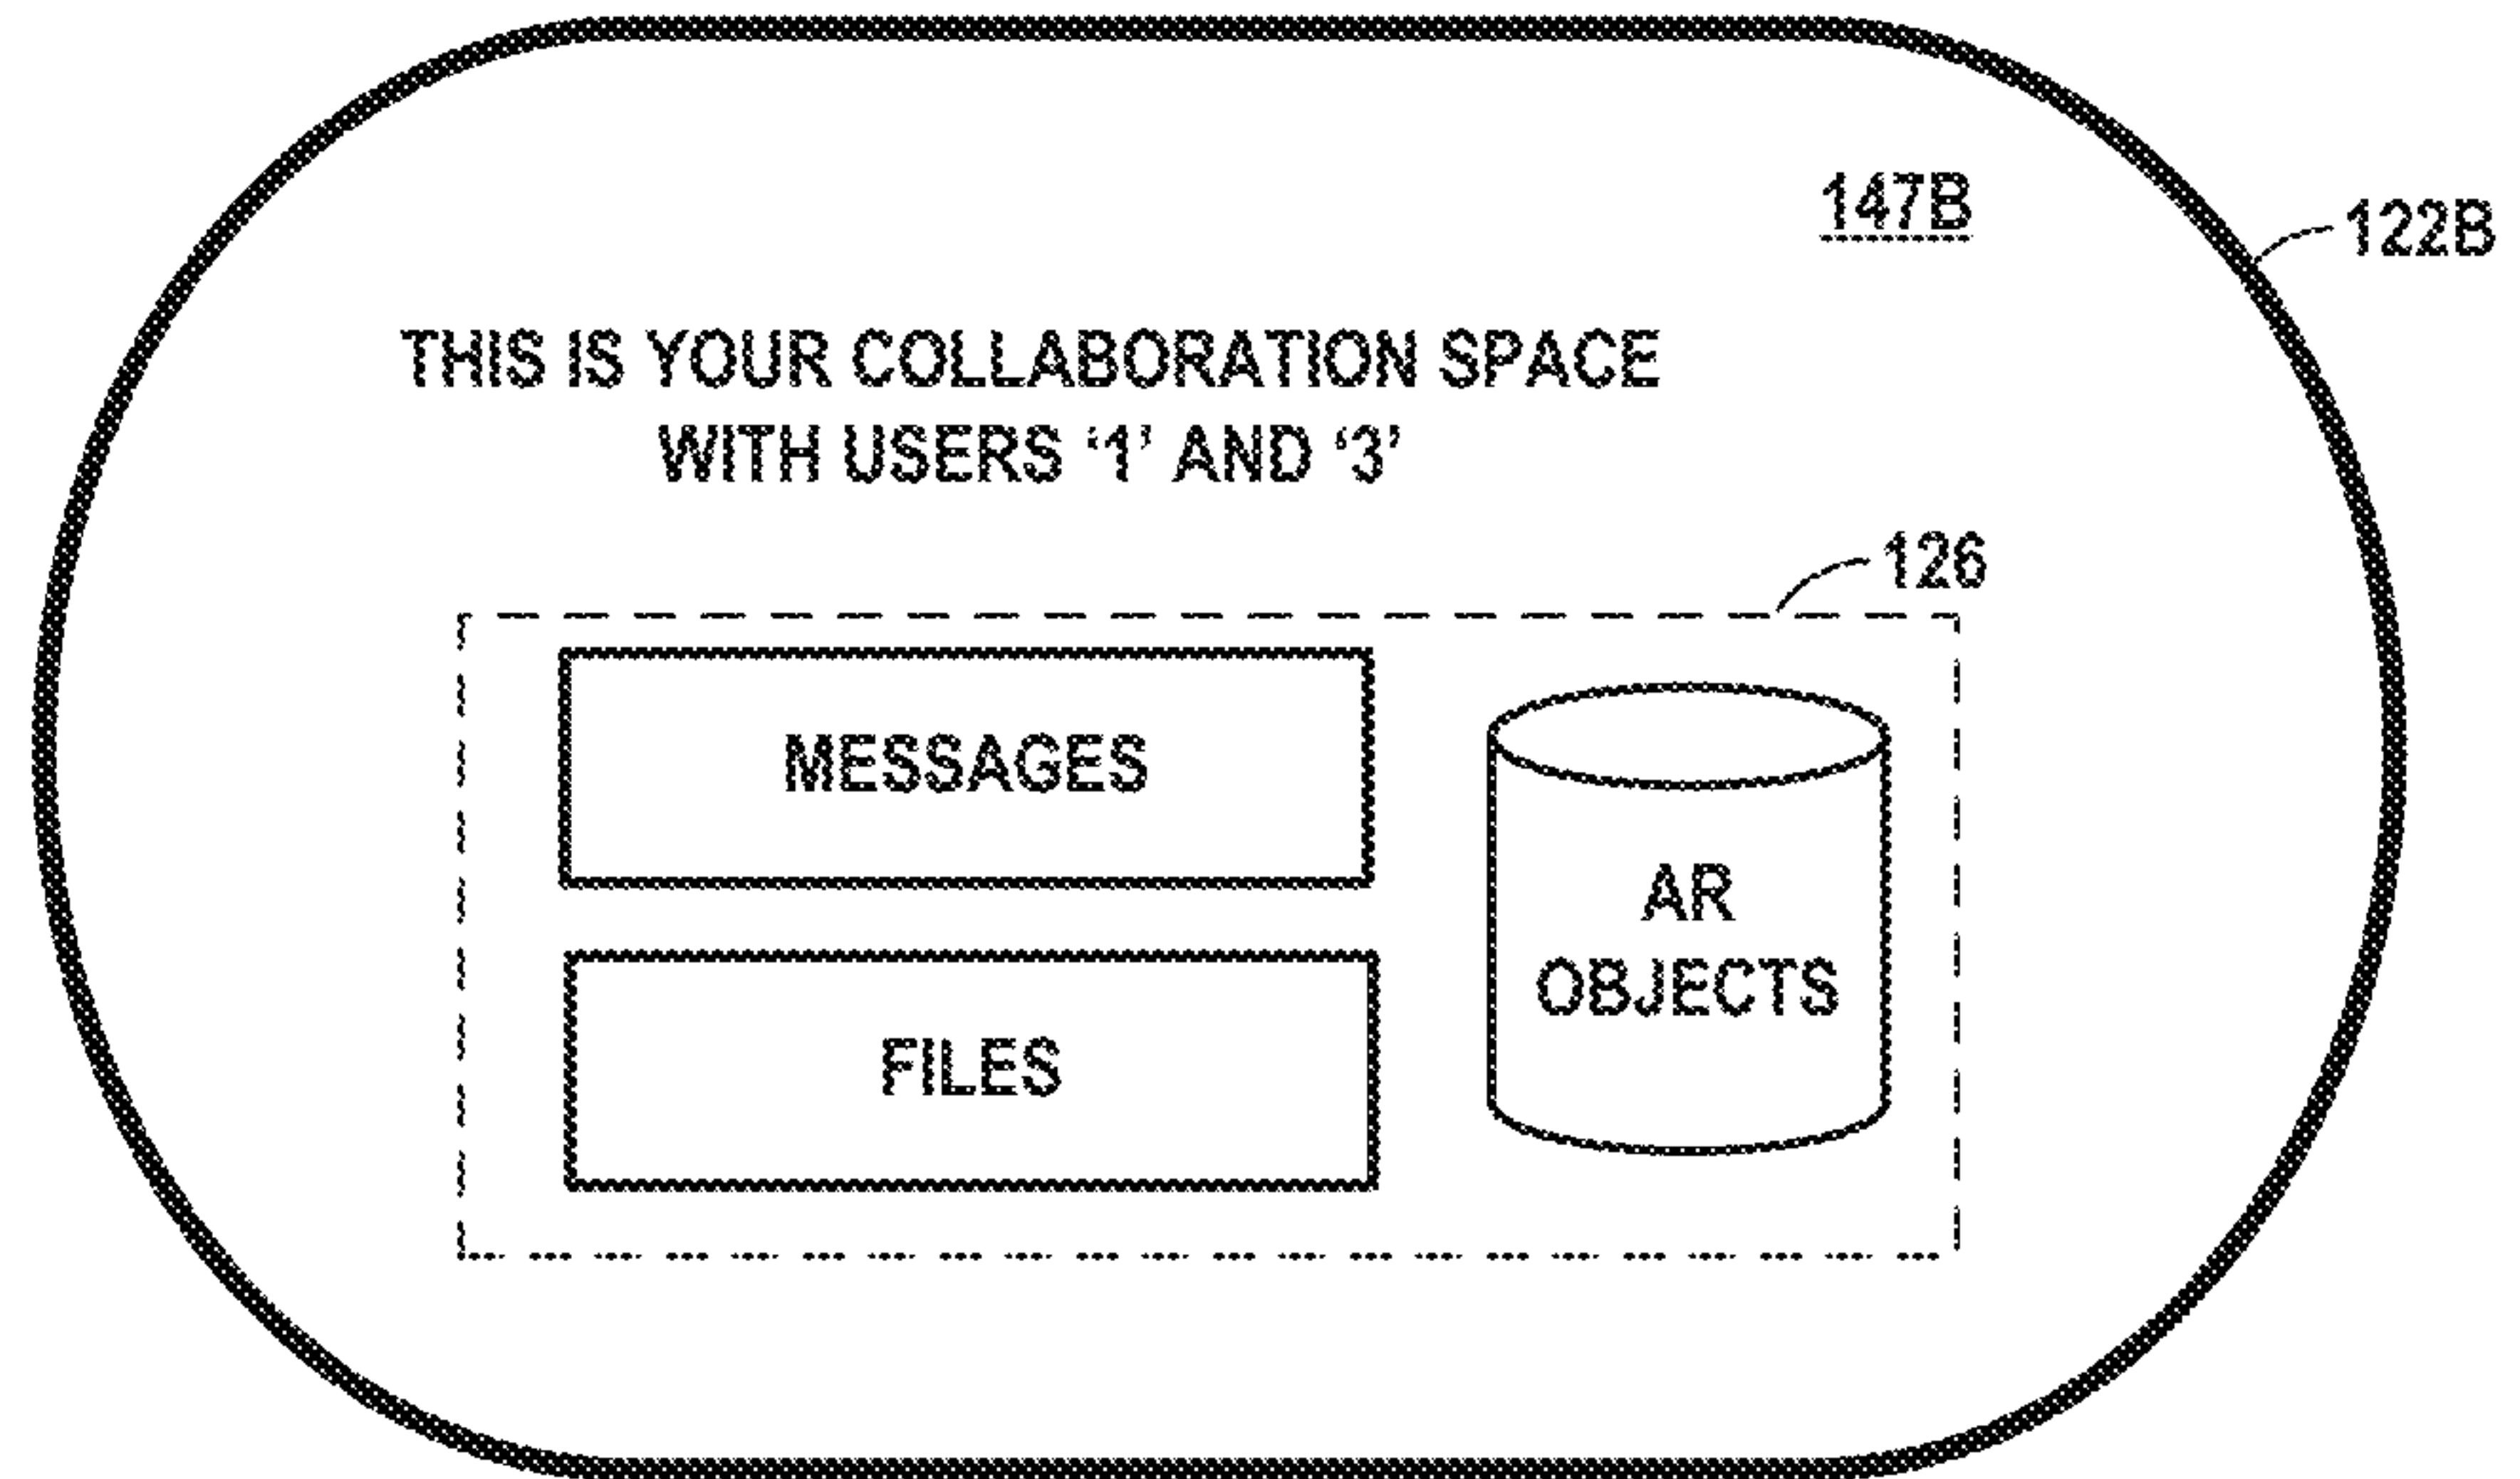 147B
122B
THIS IS YOUR COLLABORATION SPACE
WITH USERS ‘1’ AND ‘3’
126
MESSAGES
AR
OBJECTS
FILES